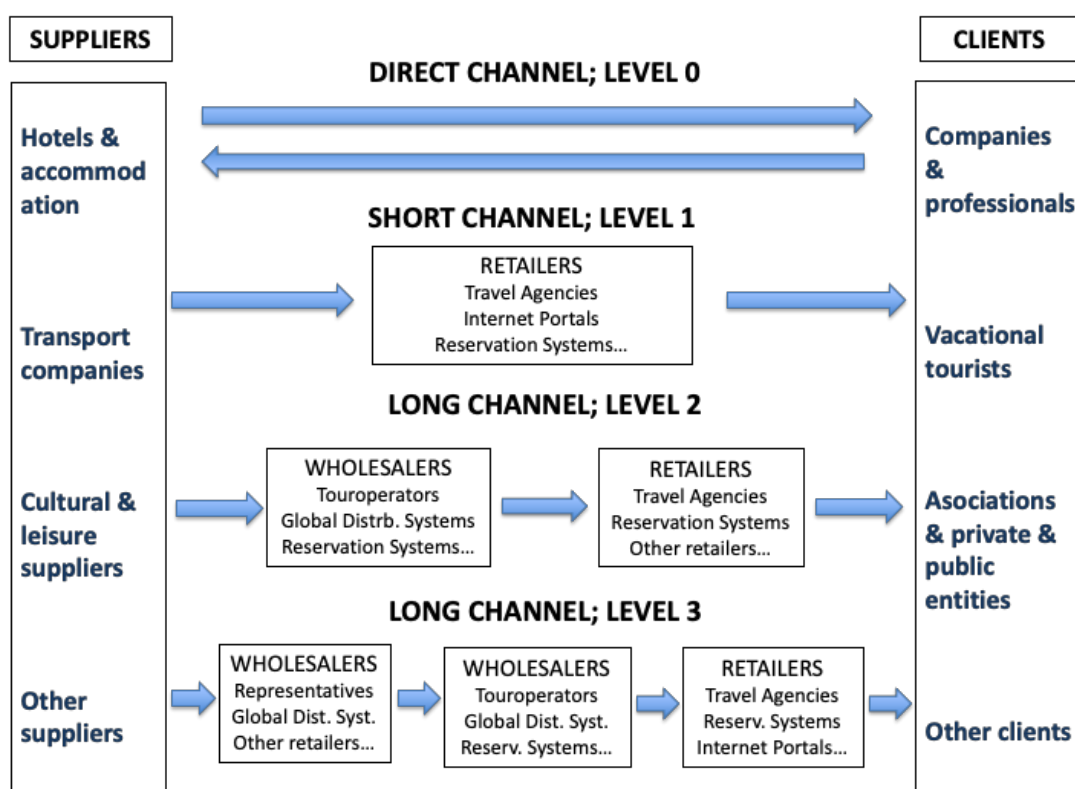 SUPPLIERS
CLIENTS
DIRECT CHANNEL; LEVEL 0
Hotels &
accommod
ation
Companies
&
professionals
SHORT CHANNEL; LEVEL 1
RETAILERS
Travel Agencies
Internet Portals
Reservation Systems...
Transport
companies
Vacational
tourists
LONG CHANNEL; LEVEL 2
WHOLESALERS
Touroperators
Global Distrb. Systems
Reservation Systems...
RETAILERS
Travel Agencies
Reservation Systems
Other retailers...
Cultural &
leisure
suppliers
Asociations
& private &
public
entities
LONG CHANNEL; LEVEL 3
WHOLESALERS
Representatives
Global Dist. Syst.
Other retailers...
WHOLESALERS
Touroperators
Global Dist. Syst.
Reserv. Systems...
RETAILERS
Travel Agencies
Reserv. Systems
Internet Portals...
Other
suppliers
Other clients